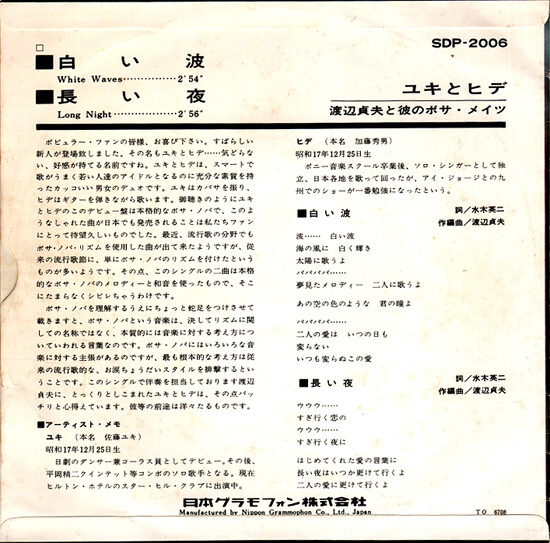 SDP-2006
■白い波
White Waves……………2′54″
■長い夜
Long Night………………2′56″
ユキとヒデ
渡辺貞夫と彼のボサ・メイツ
ポピュラー・ファンの皆様、お喜び下さい。すばらしい
新人が登場致しました。その名もユキとヒデ……気どらな
い、好感が持てる名前ですね。ユキとヒデは、スマートで
歌がうまく若い人達のアイドルとなるのに充分な素質を持
ったカッコいい男女のデュオです。ユキはカバサを振り、
ヒデはギターを弾きながら歌います。御聴きのようにユキ
とヒデのこのデビュー盤は本格的なボサ・ノバで、このよ
うなしゃれた曲が日本でも発売されることは私たちファン
にとって待望久しいものでした。最近、流行歌の分野でも
ボサ・ノバ・リズムを使用した曲が出て来たようですが、従
来の流行歌節に、単にボサ・ノバのリズムを付けたという
ものが多いようです。その点、このシングルの二曲は本格
的なボサ・ノバのメロディーと和音を使ったもので、そこ
にたまらなくシビレちゃうわけです。
ボサ・ノバを理解するうえにちょっと蛇足をつけさせて
載きますと、ボサ・ノバという音楽は、決してリズムに関
しての名称ではなく、本質的には音楽に対する考え方につ
いていわれる言葉なのです。ボサ・ノバにはいろいろな音
楽に対する主張があるのですが、最も根本的な考え方は従
来の流行歌的な、お涙ちょうだいスタイルを排撃するとい
うことです。このシングルで伴奏を担当しております渡辺
貞夫に、とっくりとしこまれたユキとヒデは、その点バッ
チリと心得ています。彼等の前途は洋々たるものです。
■アーティスト・メモ
ユキ （本名 佐藤ユキ）
昭和17年12月25日生
日劇のダンサー兼コーラス員としてデビュー。その後、
平岡精二クインテット等コンボのソロ歌手となる。現在
ヒルトン・ホテルのスター・ヒル・クラブに出演中。
ヒデ （本名 加藤秀男）
昭和17年12月25日生
ポニー音楽スクール卒業後、ソロ・シンガーとして独
立、日本各地を歌って回ったが、アイ・ジョージとの九
州でのショーが一番勉強になったという。
■白い波
詞／水木英二
作編曲／渡辺貞夫
波…… 白い波
海の風に 白く輝き
太陽に歌うよ
パパパパ……
夢見たメロディー 二人に歌うよ
あの空の色のような 君の瞳よ
パパパパ……
二人の愛は いつの日も
変らない
いつも変らぬこの愛
■長い夜
詞／水木英二
作編曲／渡辺貞夫
ウウウ……
すぎ行く恋の
ウウウ……
すぎ行く夜に
はじめてくれた愛の言葉に
長い夜はいつか更けて行くよ
二人の愛に更けて行くよ
日本グラモフォン株式会社
Manufactured by Nippon Grammophon Co., Ltd., Japan
TO 6708